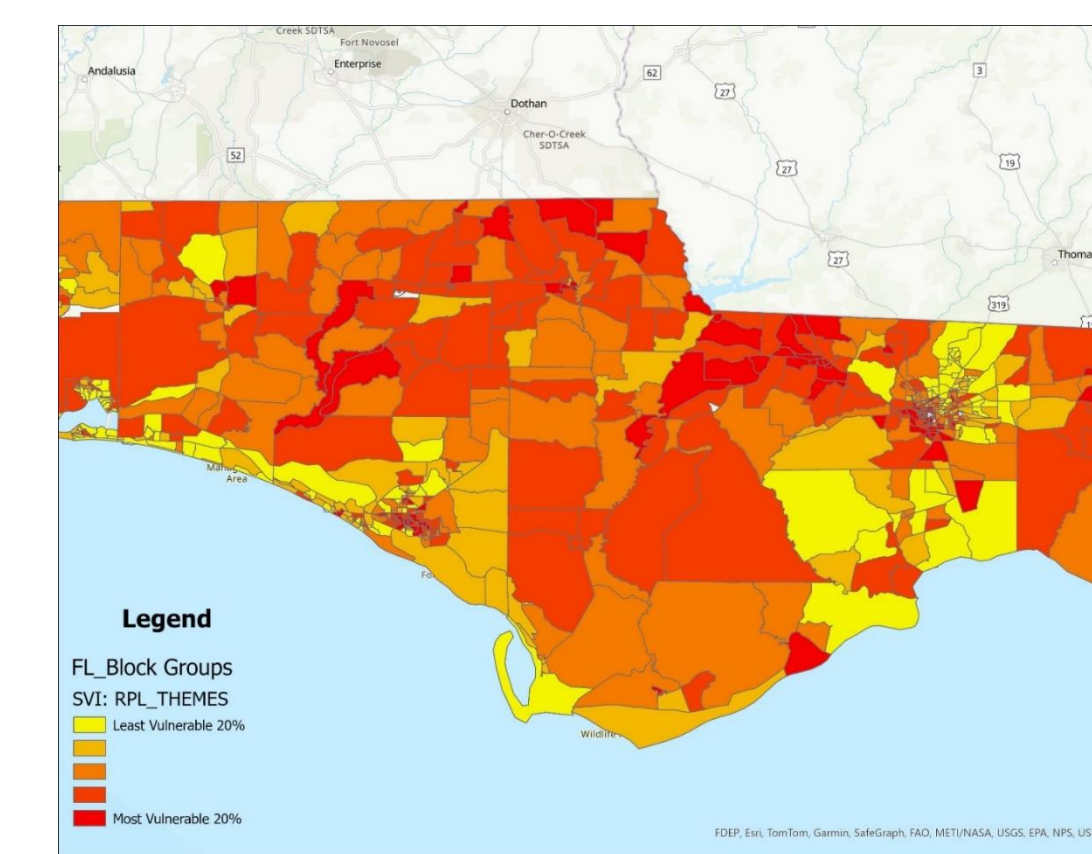 Creek SDTSA
Fort Novosel
Andalusia
Enterprise
62
3
27
Dothan
Cher-O-Creek
SDTSA
52
27
19
27
Thoma
319
Area
Wildlife
Legend
FL_Block Groups
SVI: RPL_THEMES
Least Vulnerable 20%
Most Vulnerable 20%
FDEP, Esri, TomTom, Garmin, SafeGraph, FAO, METI/NASA, USGS, EPA, NPS, US